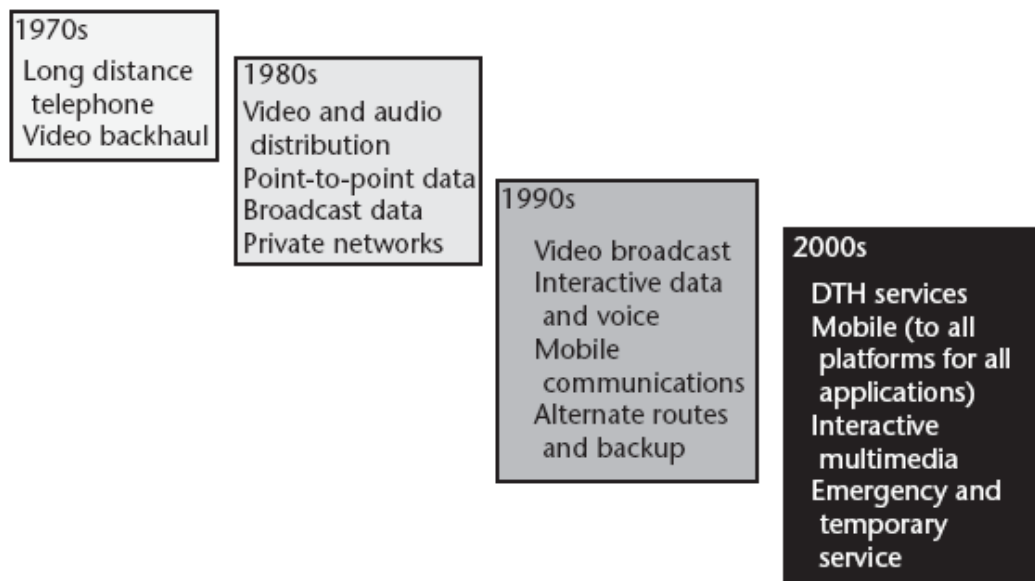 1970s
Long distance
telephone
Video backhaul
1980s
Video and audio
distribution
Point-to-point data
Broadcast data
Private networks
1990s
Video broadcast
Interactive data
and voice
Mobile
communications
Alternate routes
and backup
2000s
DTH services
Mobile (to all
platforms for all
applications)
Interactive
multimedia
Emergency and
temporary
service